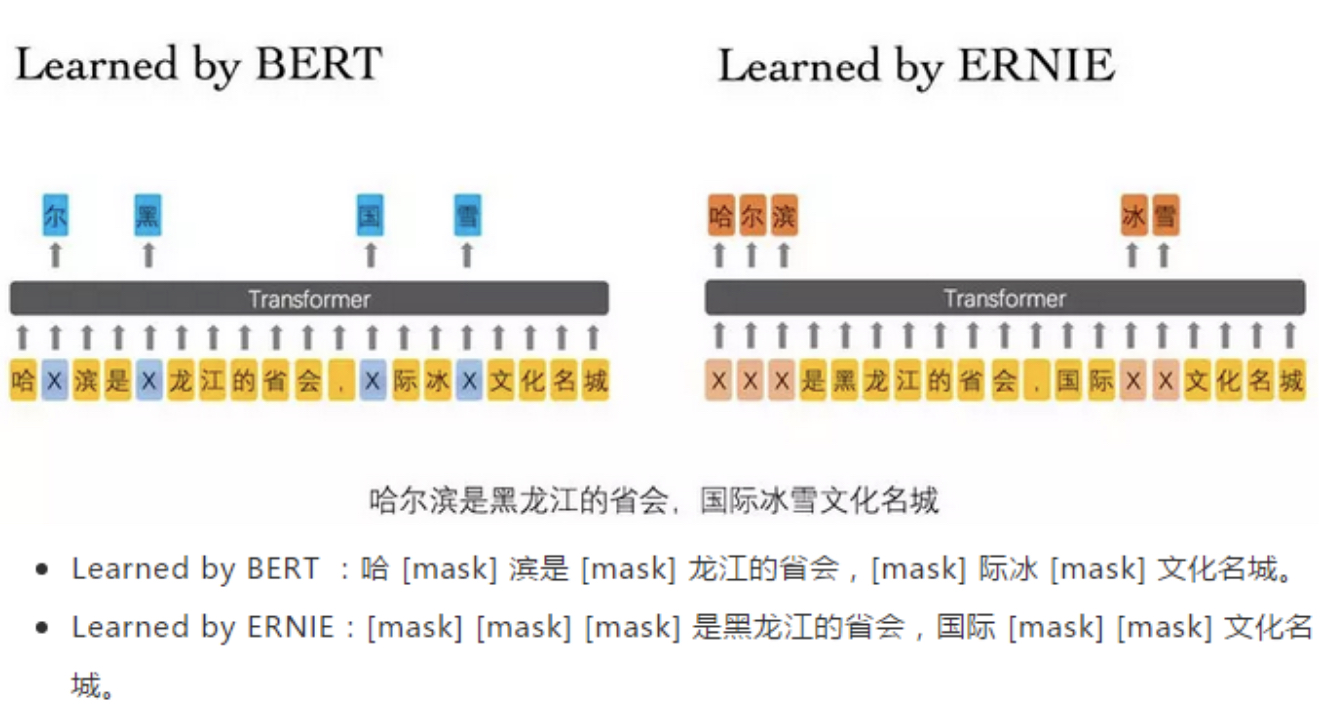 Learned by BERT
Learned by ERNIE
尔 黑 国 雪
哈 尔 滨 冰 雪
Transformer
Transformer
哈 X 滨 是 X 龙 江 的 省 会 , X 际 冰 X 文 化 名 城
X X X 是 黑 龙 江 的 省 会 , 国 际 X X 文 化 名 城
哈尔滨是黑龙江的省会,国际冰雪文化名城
• Learned by BERT :哈 [mask] 滨是 [mask] 龙江的省会,[mask] 际冰 [mask] 文化名城。
• Learned by ERNIE:[mask] [mask] [mask] 是黑龙江的省会,国际 [mask] [mask] 文化名
城。